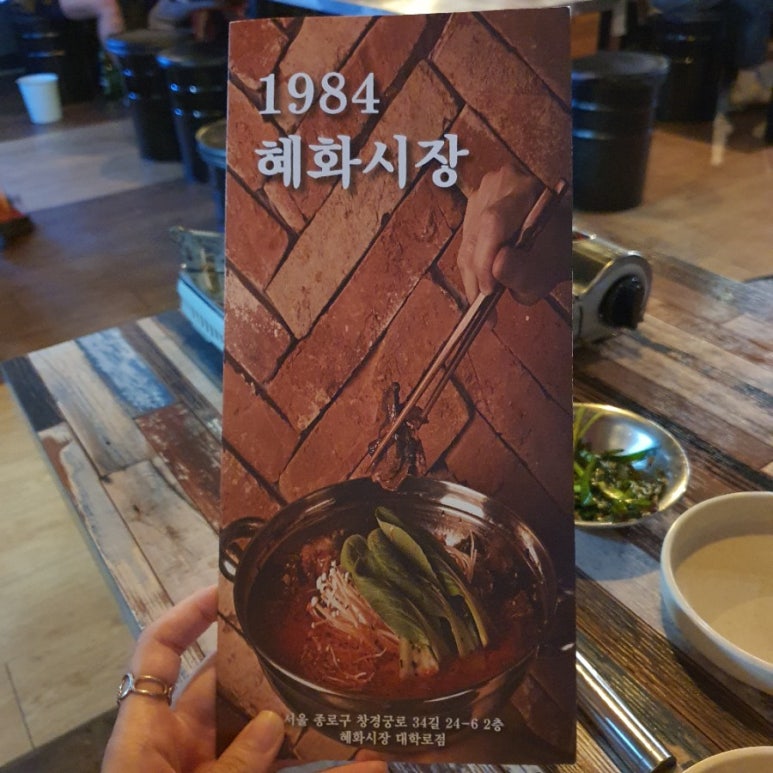 1984
혜화시장
서울 종로구 창경궁로 34길 24-6 2층
혜화시장 대학로점